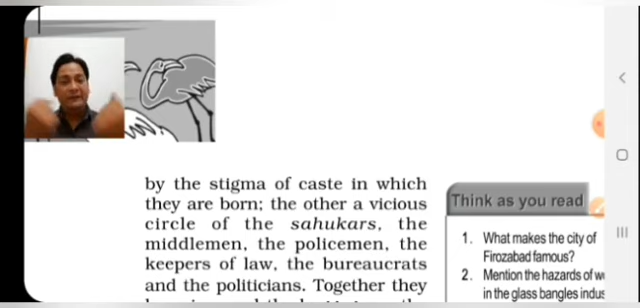 by the stigma of caste in which
they are born; the other a vicious
circle of the sahukars, the
middlemen, the policemen, the
keepers of law, the bureaucrats
and the politicians. Together they
Think as you read
1. What makes the city of
Firozabad famous?
2. Mention the hazards of
in the glass bangles